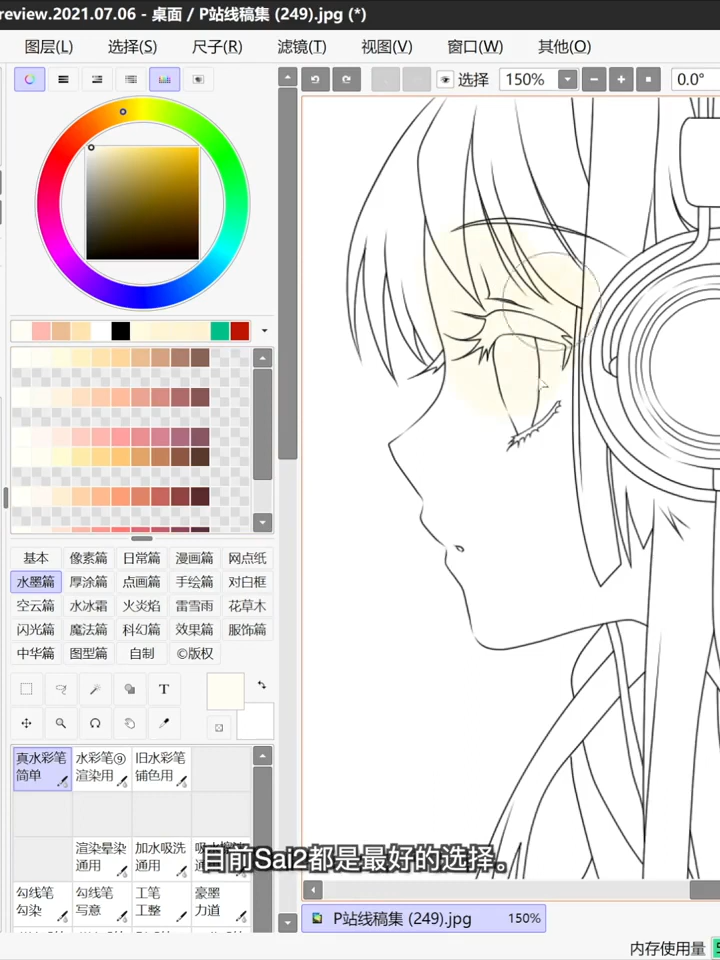 review.2021.07.06 - 桌面 / P站线稿集 (249).jpg (*)
图层(L) 选择(S) 尺子(R) 滤镜(T) 视图(V) 窗口(W) 其他(O)
选择 150% 0.0°
基本 像素篇 日常篇 漫画篇 网点纸
水墨篇 厚涂篇 点画篇 手绘篇 对白框
空云篇 水冰霜 火炎焰 雷雪雨 花草木
闪光篇 魔法篇 科幻篇 效果篇 服饰篇
中华篇 图型篇 自制 ©版权
T
真水彩笔 水彩笔⑨ 旧水彩笔
简单 渲染用 铺色用
渲染晕染 加水吸洗
通用 通用
目前Sai2都是最好的选择。
勾线笔 勾线笔 工笔 豪墨
勾染 写意 工整 力道
P站线稿集 (249).jpg 150%
内存使用量